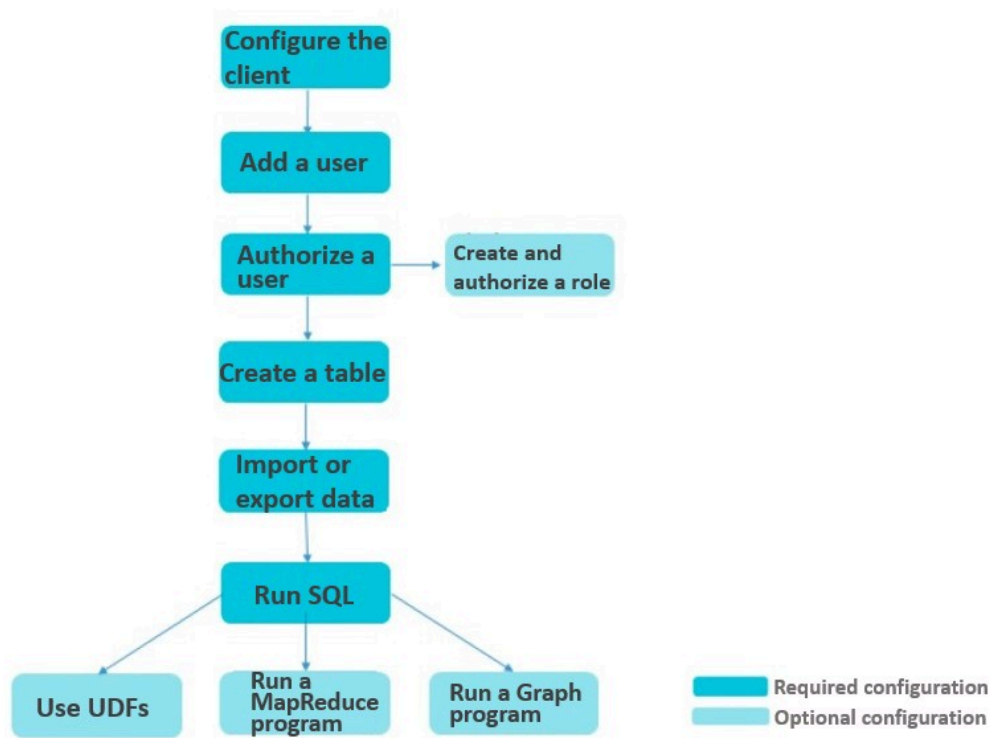 Configure the
client
Add a user
Authorize a
user
Create and
authorize a role
Create a table
Import or
export data
Run SQL
Use UDFs
Run a
MapReduce
program
Run a Graph
program
Required configuration
Optional configuration